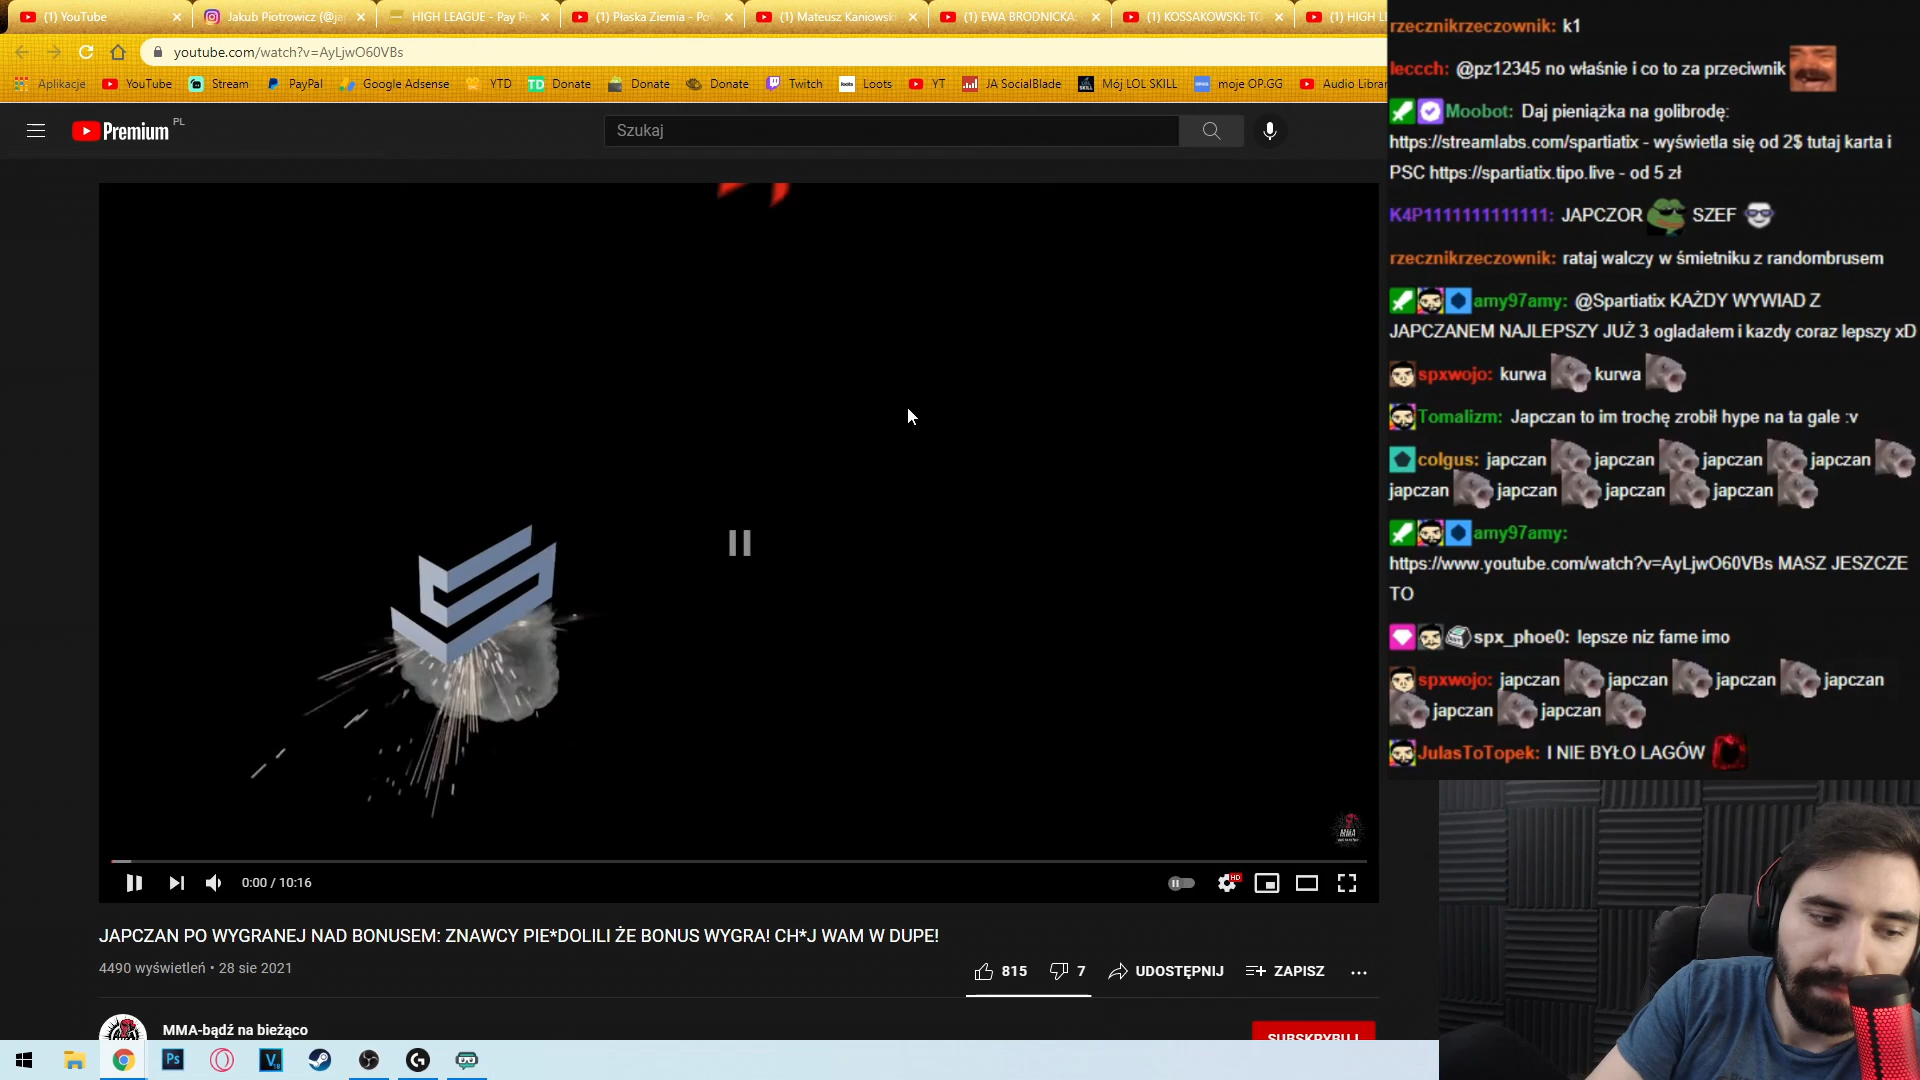 (1) YouTube
Jakub Piotrowicz (@ja
HIGH LEAGUE - Pay Pe
(1) Płaska Ziemia - Po
(1) Mateusz Kaniowsk
(1) EWA BRODNICKA:
(1) KOSSAKOWSKI: TO
(1) HIGH L
youtube.com/watch?v=AyLjwO60VBs
Aplikacje
YouTube
Stream
PayPal
Google Adsense
YTD
Donate
Donate
Donate
Twitch
Loots
YT
JA SocialBlade
Mój LOL SKILL
moje OP.GG
Audio Librar
Premium PL
Szukaj
MMA
0:00 / 10:16
HD
JAPCZAN PO WYGRANEJ NAD BONUSEM: ZNAWCY PIE*DOLILI ŻE BONUS WYGRA! CH*J WAM W DUPE!
4490 wyświetleń • 28 sie 2021
815
7
UDOSTĘPNIJ
ZAPISZ
MMA-bądź na bieżąco
SUBSKRYBUJ
rzecznikrzeczownik: k1
leccch: @pz12345 no właśnie i co to za przeciwnik
Moobot: Daj pieniążka na golibrodę:
https://streamlabs.com/spartiatix - wyświetla się od 2$ tutaj karta i
PSC https://spartiatix.tipo.live - od 5 zł
K4P1111111111111: JAPCZOR SZEF
rzecznikrzeczownik: rataj walczy w śmietniku z randombrusem
amy97amy: @Spartiatix KAŻDY WYWIAD Z
JAPCZANEM NAJLEPSZY JUŻ 3 ogladałem i kazdy coraz lepszy xD
spxwojo: kurwa kurwa
Tomalizm: Japczan to im trochę zrobił hype na ta gale :v
colgus: japczan japczan japczan japczan
japczan japczan japczan japczan
amy97amy:
https://www.youtube.com/watch?v=AyLjwO60VBs MASZ JESZCZE
TO
spx_phoe0: lepsze niz fame imo
spxwojo: japczan japczan japczan japczan
japczan japczan
JulasToTopek: I NIE BYŁO LAGÓW
Ps
V